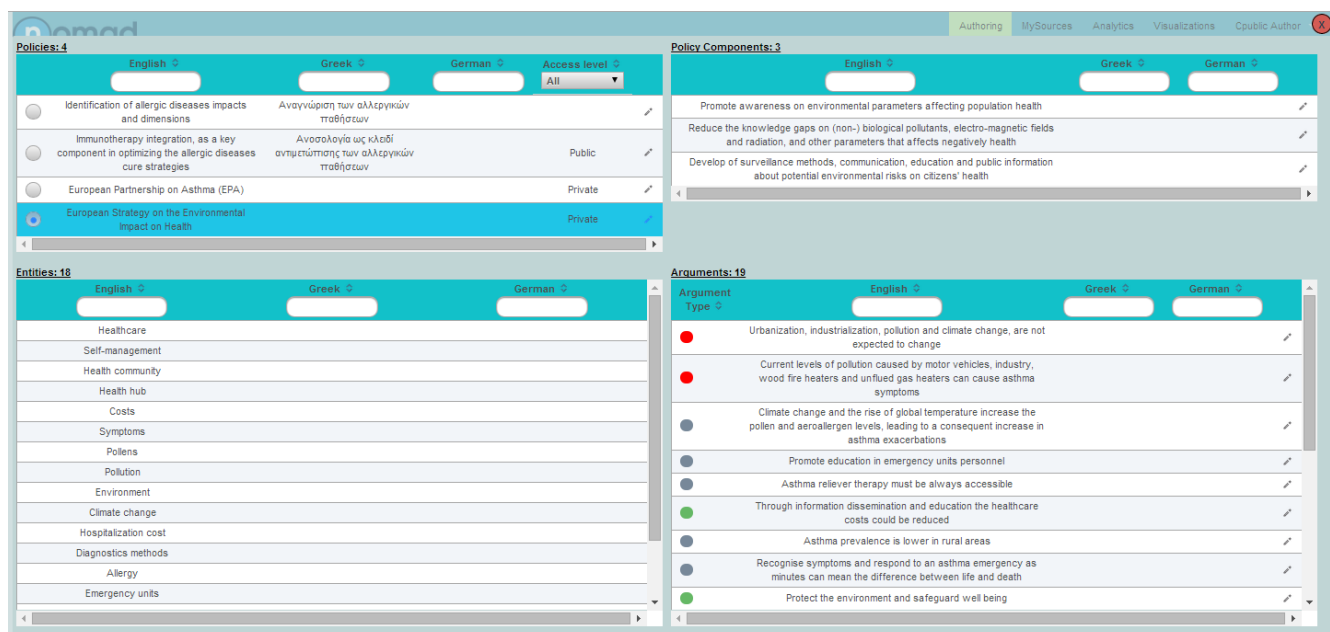 nomad
Authoring MySources Analytics Visualizations Cpublic Author X
Policies: 4
English Greek German Access level
All
Identification of allergic diseases impacts
and dimensions
Αναγνώριση των αλλεργικών
παθήσεων
Immunotherapy integration, as a key
component in optimizing the allergic diseases
cure strategies
Ανοσολογία ως κλειδί
αντιμετώπισης των αλλεργικών
παθήσεων
Public
European Partnership on Asthma (EPA) Private
European Strategy on the Environmental
Impact on Health
Private
Policy Components: 3
English Greek German
Promote awareness on environmental parameters affecting population health
Reduce the knowledge gaps on (non-) biological pollutants, electro-magnetic fields
and radiation, and other parameters that affects negatively health
Develop of surveillance methods, communication, education and public information
about potential environmental risks on citizens' health
Entities: 18
English Greek German
Healthcare
Self-management
Health community
Health hub
Costs
Symptoms
Pollens
Pollution
Environment
Climate change
Hospitalization cost
Diagnostics methods
Allergy
Emergency units
Arguments: 19
Argument
Type
English Greek German
Urbanization, industrialization, pollution and climate change, are not
expected to change
Current levels of pollution caused by motor vehicles, industry,
wood fire heaters and unflued gas heaters can cause asthma
symptoms
Climate change and the rise of global temperature increase the
pollen and aeroallergen levels, leading to a consequent increase in
asthma exacerbations
Promote education in emergency units personnel
Asthma reliever therapy must be always accessible
Through information dissemination and education the healthcare
costs could be reduced
Asthma prevalence is lower in rural areas
Recognise symptoms and respond to an asthma emergency as
minutes can mean the difference between life and death
Protect the environment and safeguard well being